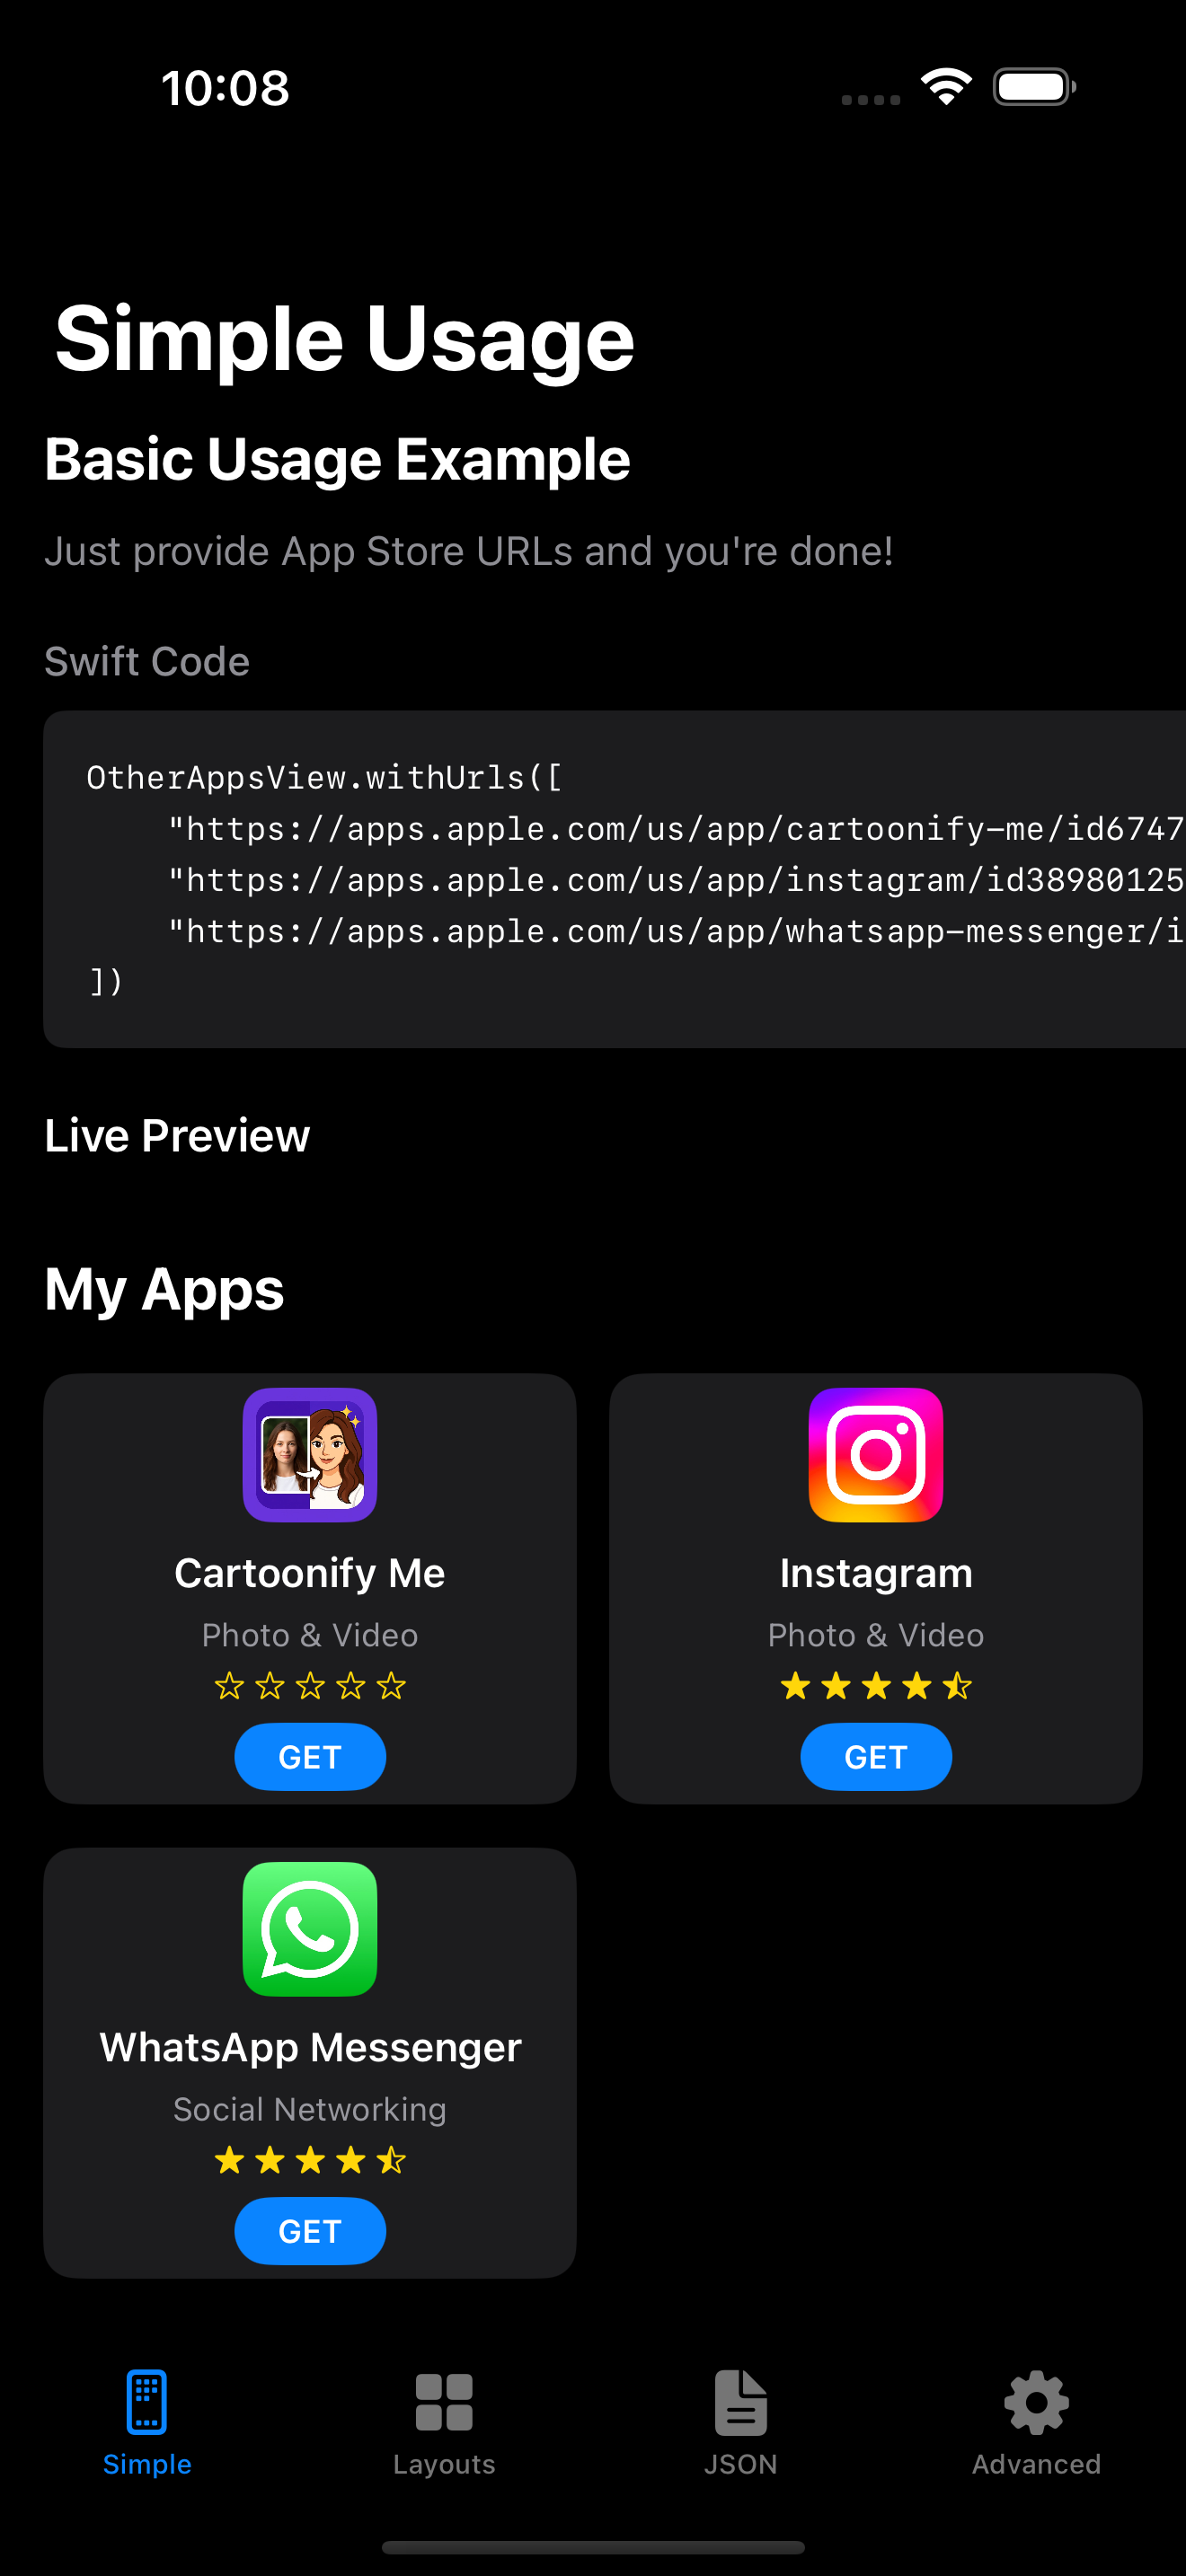 10:08
Simple Usage
Basic Usage Example
Just provide App Store URLs and you're done!
Swift Code
OtherAppsView.withUrls([
"https://apps.apple.com/us/app/cartoonify-me/id6747
"https://apps.apple.com/us/app/instagram/id38980125
"https://apps.apple.com/us/app/whatsapp-messenger/i
])
Live Preview
My Apps
Cartoonify Me
Photo & Video
GET
Instagram
Photo & Video
GET
WhatsApp Messenger
Social Networking
GET
Simple
Layouts
JSON
Advanced